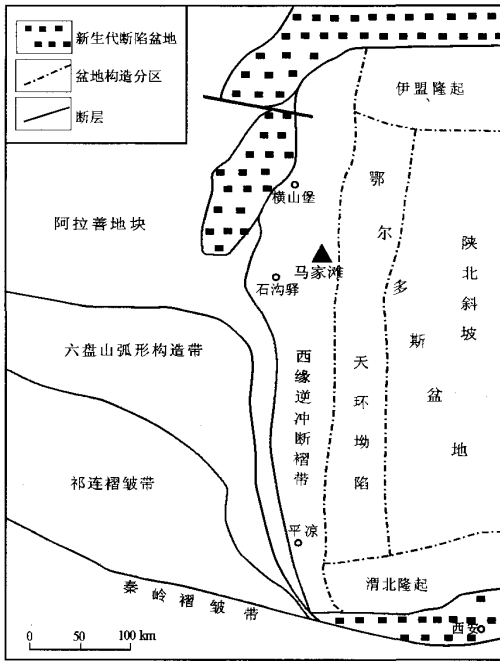 新生代断陷盆地
盆地构造分区
断层
伊盟隆起
横山堡
阿拉善地块
鄂尔多斯盆地
陕北斜坡
马家滩
石沟驿
六盘山弧形构造带
西缘逆冲断褶带
天环坳陷
祁连褶皱带
平凉
渭北隆起
秦岭褶皱带
西安
0 50 100 km